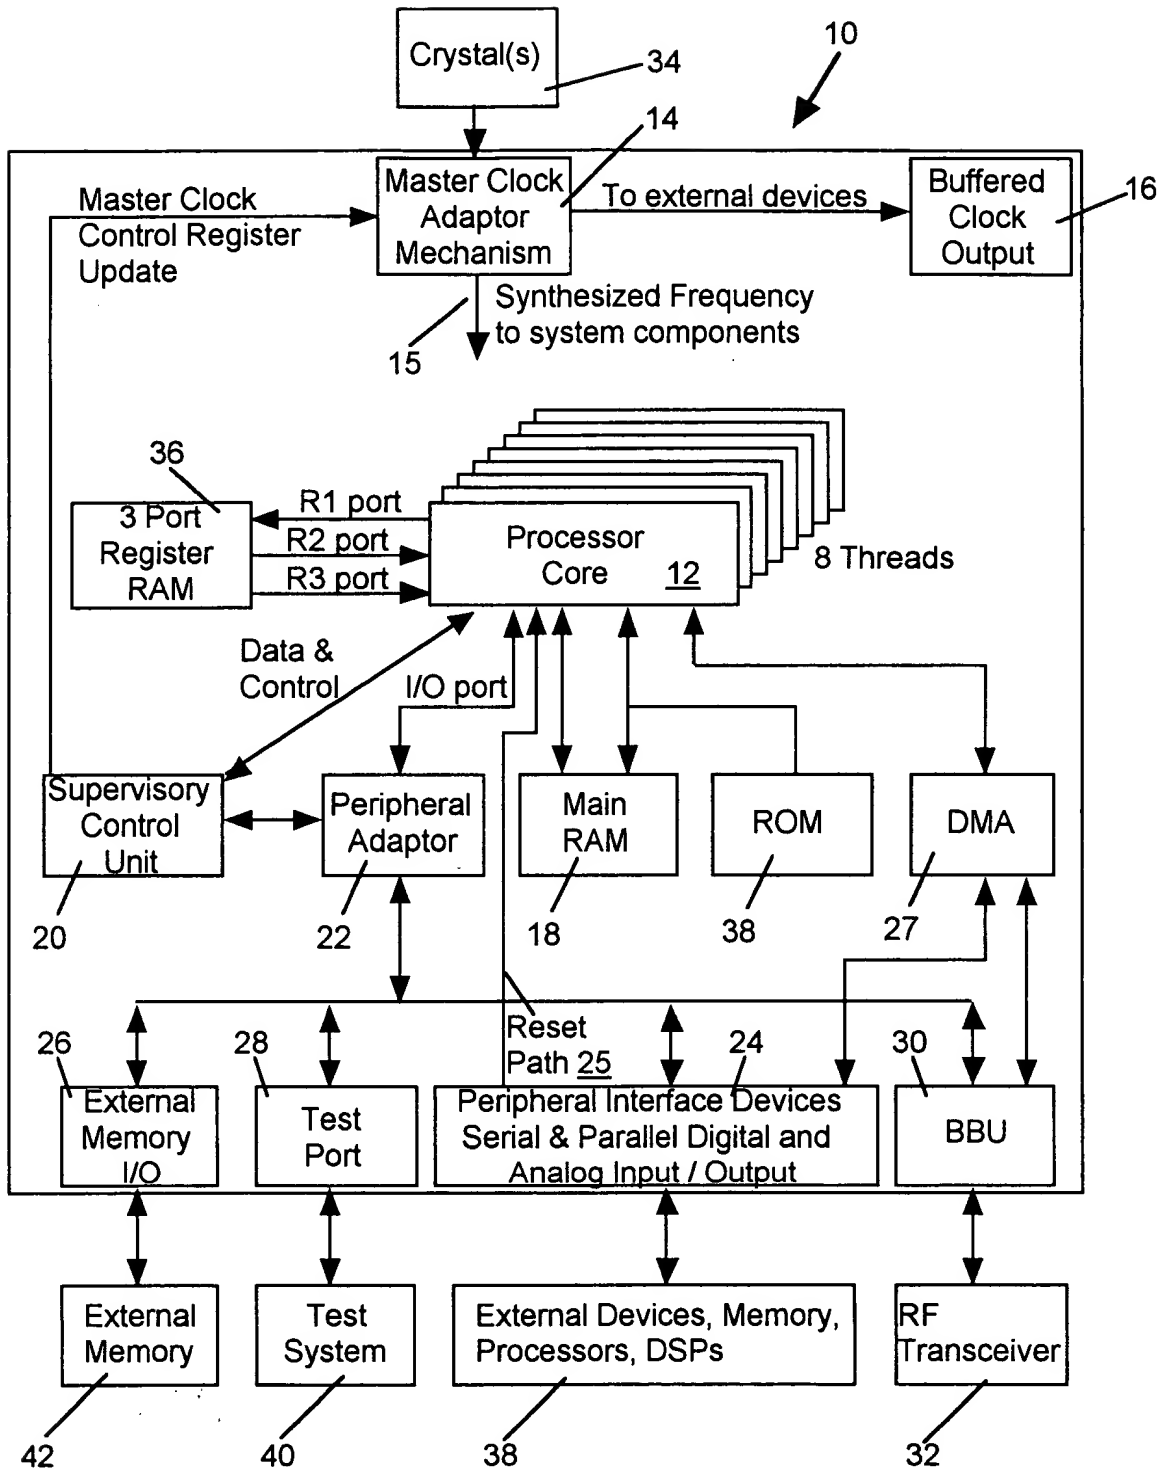 10
Crystal(s)
34
14
Master Clock
Adaptor
Mechanism
To external devices
Buffered
Clock
Output
16
Master Clock
Control Register
Update
Synthesized Frequency
to system components
15
36
3 Port
Register
RAM
R1 port
R2 port
R3 port
Processor
Core
12
8 Threads
Data &
Control
I/O port
Supervisory
Control
Unit
Peripheral
Adaptor
Main
RAM
ROM
DMA
20
22
18
38
27
Reset
Path 25
26
28
24
30
External
Memory
I/O
Test
Port
Peripheral Interface Devices
Serial & Parallel Digital and
Analog Input / Output
BBU
External
Memory
Test
System
External Devices, Memory,
Processors, DSPs
RF
Transceiver
42
40
38
32